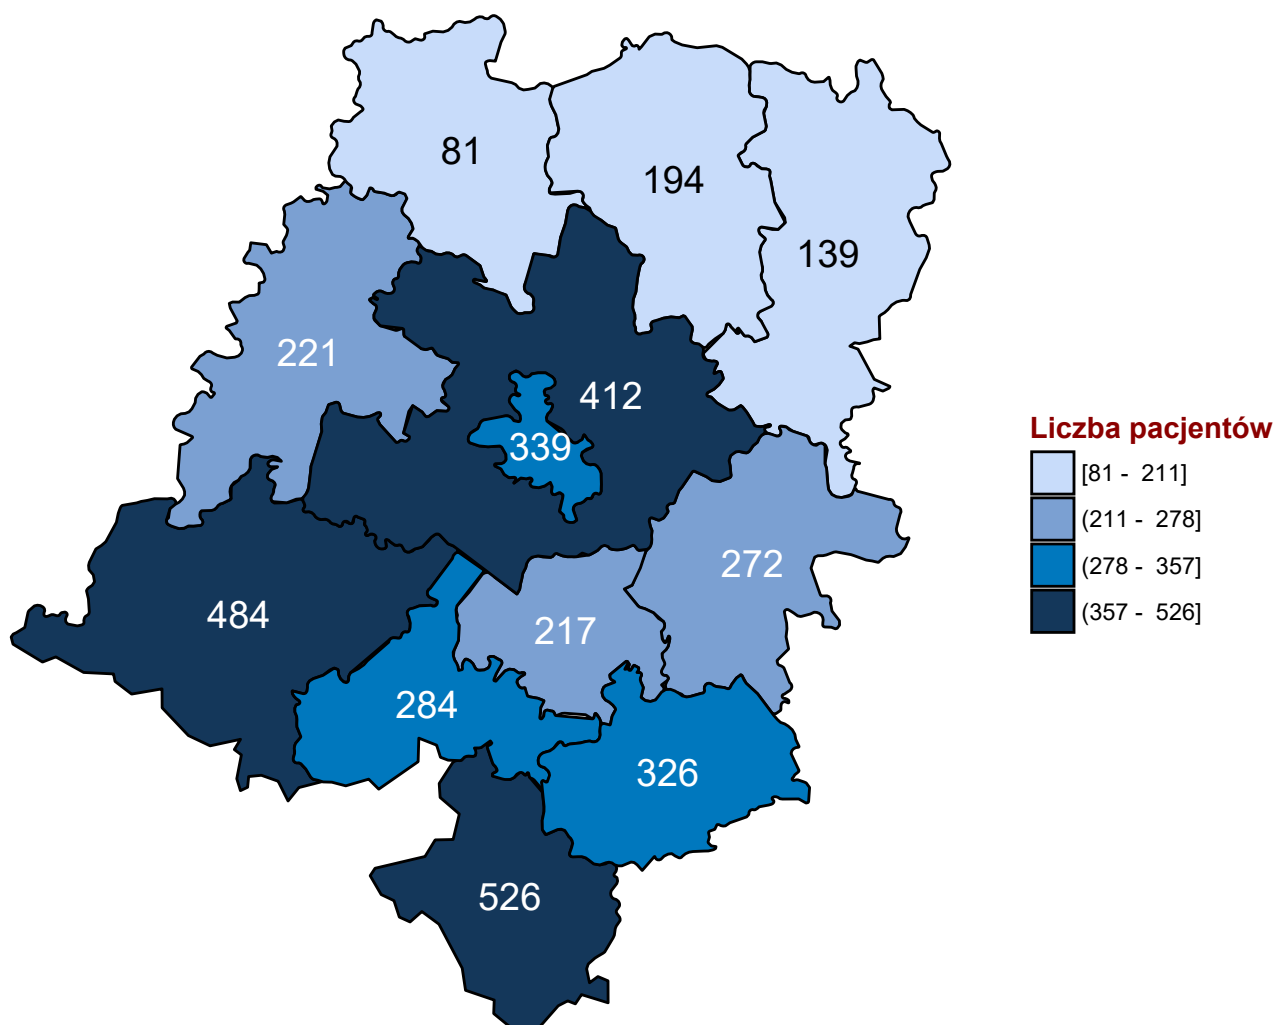 81
194
139
221
412
339
272
484
217
284
326
526
Liczba pacjentów
[81 - 211]
(211 - 278]
(278 - 357]
(357 - 526]